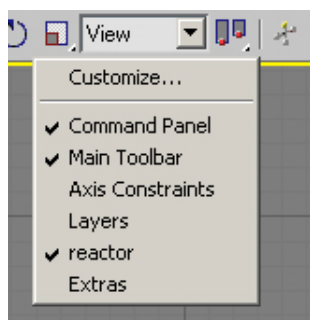 View
Customize...
Command Panel
Main Toolbar
Axis Constraints
Layers
reactor
Extras